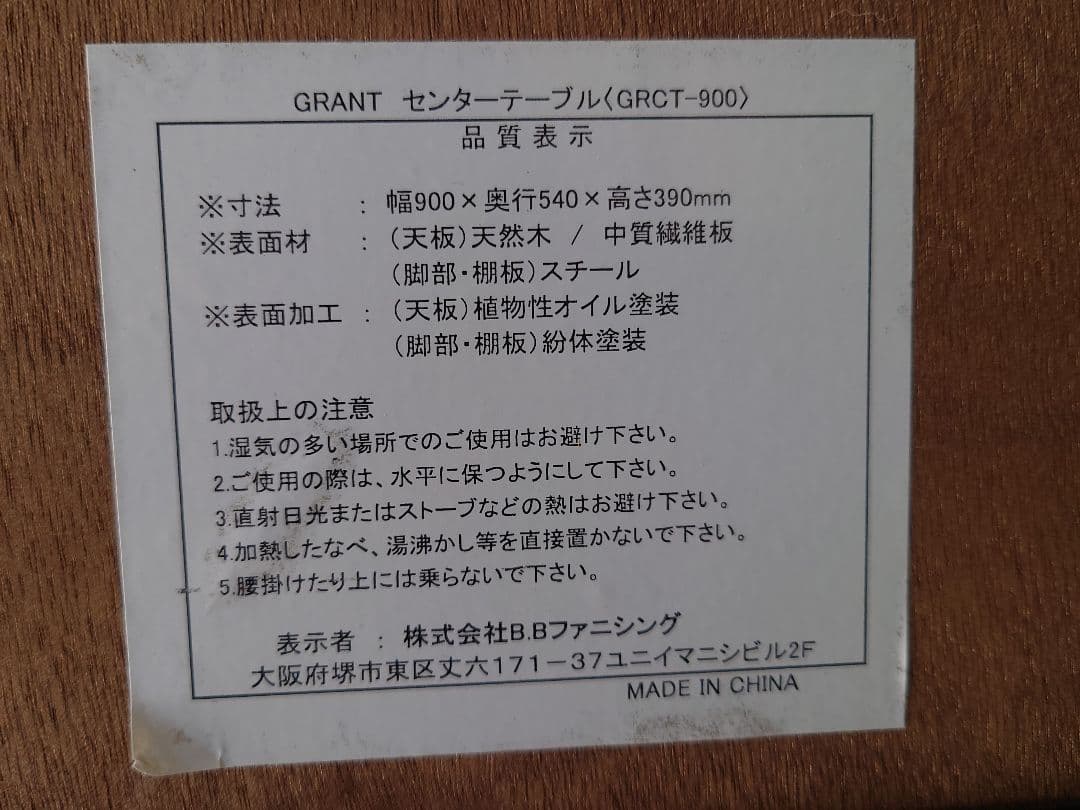 GRANT センターテーブル〈GRCT-900〉
品質表示
※寸法 : 幅900×奥行540×高さ390mm
※表面材 : (天板)天然木 / 中質繊維板
(脚部・棚板)スチール
※表面加工 : (天板)植物性オイル塗装
(脚部・棚板)紛体塗装
取扱上の注意
1.湿気の多い場所でのご使用はお避け下さい。
2.ご使用の際は、水平に保つようにして下さい。
3.直射日光またはストーブなどの熱はお避け下さい。
4.加熱したなべ、湯沸かし等を直接置かないで下さい。
5.腰掛けたり上には乗らないで下さい。
表示者 : 株式会社B.Bファニシング
大阪府堺市東区丈六171-37ユニイマニシビル2F
MADE IN CHINA